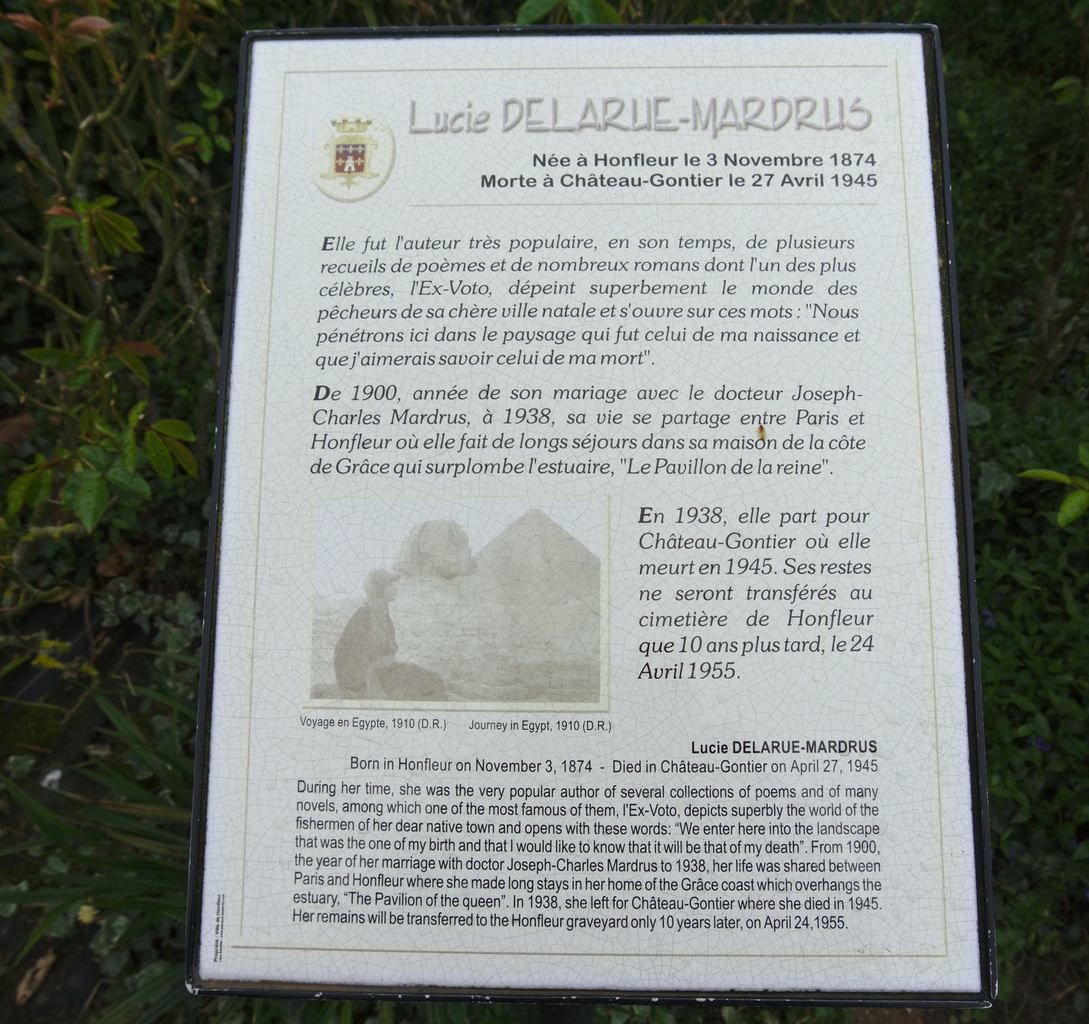 Lucie DELARUE-MARDRUS
Née à Honfleur le 3 Novembre 1874
Morte à Château-Gontier le 27 Avril 1945
Elle fut l'auteur très populaire, en son temps, de plusieurs
recueils de poèmes et de nombreux romans dont l'un des plus
célèbres, l'Ex-Voto, dépeint superbement le monde des
pêcheurs de sa chère ville natale et s'ouvre sur ces mots : "Nous
pénétrons ici dans le paysage qui fut celui de ma naissance et
que j'aimerais savoir celui de ma mort".
De 1900, année de son mariage avec le docteur Joseph-
Charles Mardrus, à 1938, sa vie se partage entre Paris et
Honfleur où elle fait de longs séjours dans sa maison de la côte
de Grâce qui surplombe l'estuaire, "Le Pavillon de la reine".
En 1938, elle part pour
Château-Gontier où elle
meurt en 1945. Ses restes
ne seront transférés au
cimetière de Honfleur
que 10 ans plus tard, le 24
Avril 1955.
Voyage en Egypte, 1910 (D.R.) Journey in Egypt, 1910 (D.R.)
Lucie DELARUE-MARDRUS
Born in Honfleur on November 3, 1874 - Died in Château-Gontier on April 27, 1945
During her time, she was the very popular author of several collections of poems and of many
novels, among which one of the most famous of them, l'Ex-Voto, depicts superbly the world of the
fishermen of her dear native town and opens with these words: "We enter here into the landscape
that was the one of my birth and that I would like to know that it will be that of my death". From 1900,
the year of her marriage with doctor Joseph-Charles Mardrus to 1938, her life was shared between
Paris and Honfleur where she made long stays in her home of the Grâce coast which overhangs the
estuary, "The Pavilion of the queen". In 1938, she left for Château-Gontier where she died in 1945.
Her remains will be transferred to the Honfleur graveyard only 10 years later, on April 24,1955.
Propriété : Ville de Honfleur